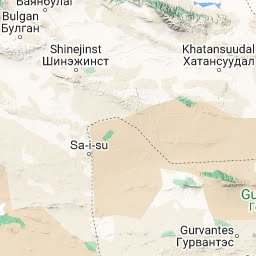 Баянбулаг
Bulgan
Булган
Shinejinst
Шинэжинст
Khatansuudal
Хатансуудал
Sa-i-su
Gurvantes
Гурвантэс